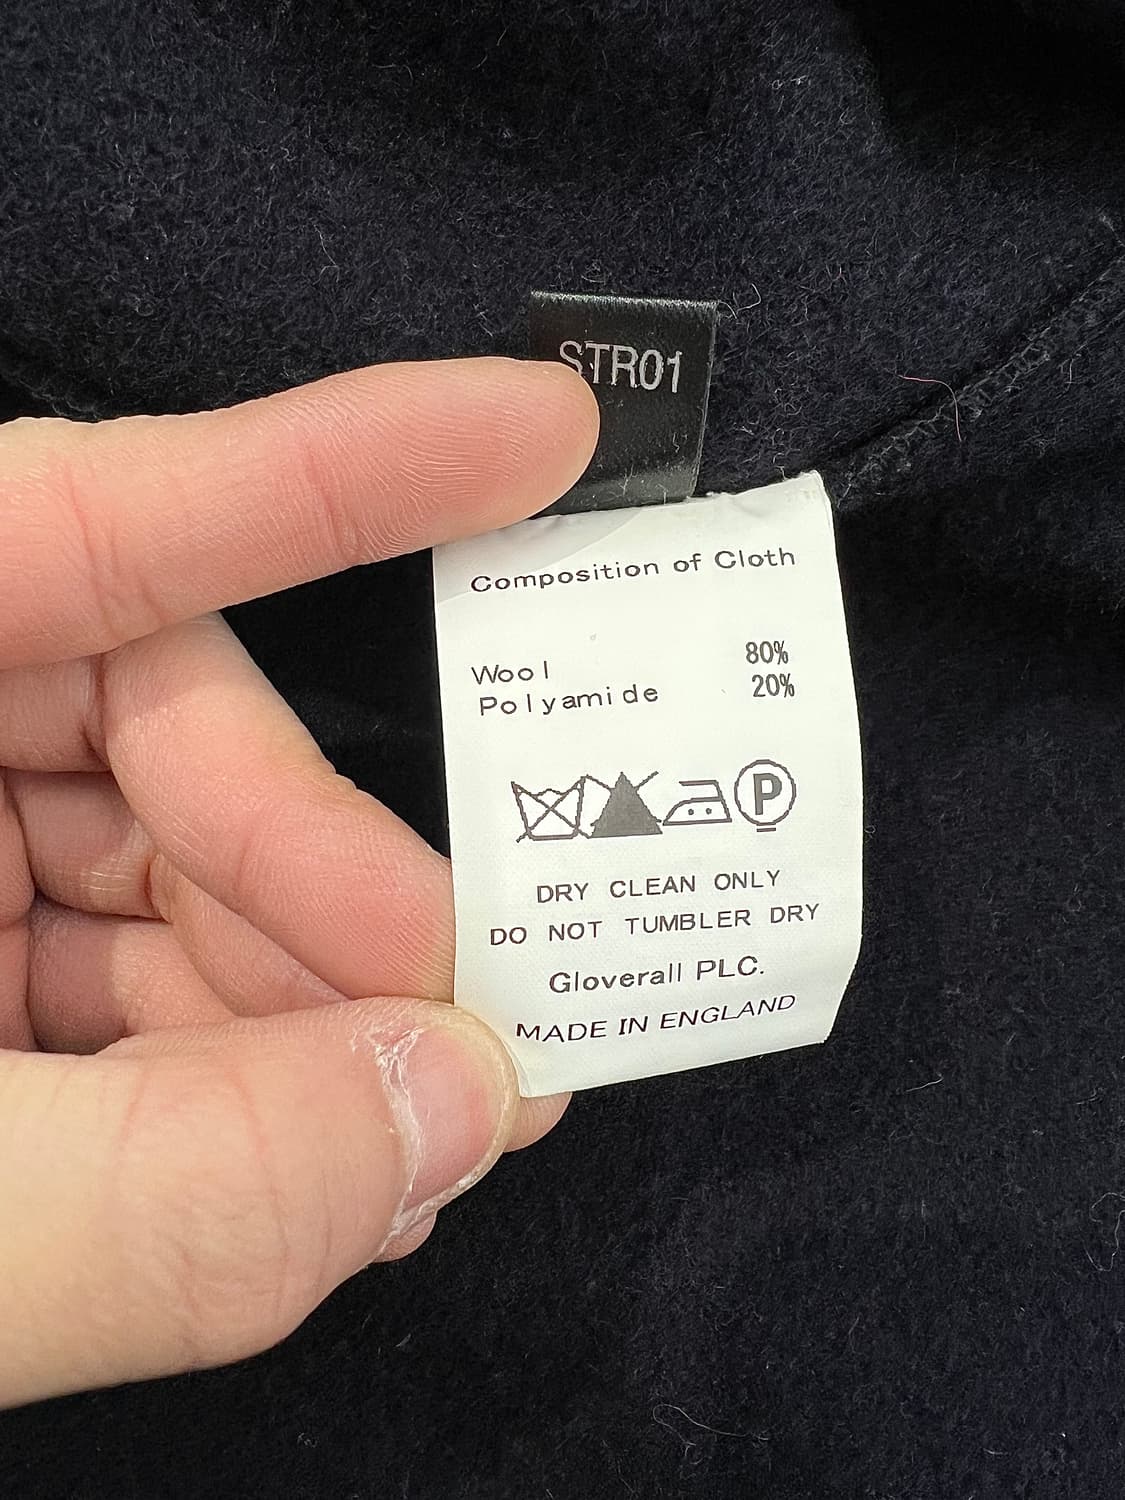 STR01
Composition of Cloth
Wool 80%
Polyamide 20%
P
DRY CLEAN ONLY
DO NOT TUMBLER DRY
Gloverall PLC.
MADE IN ENGLAND